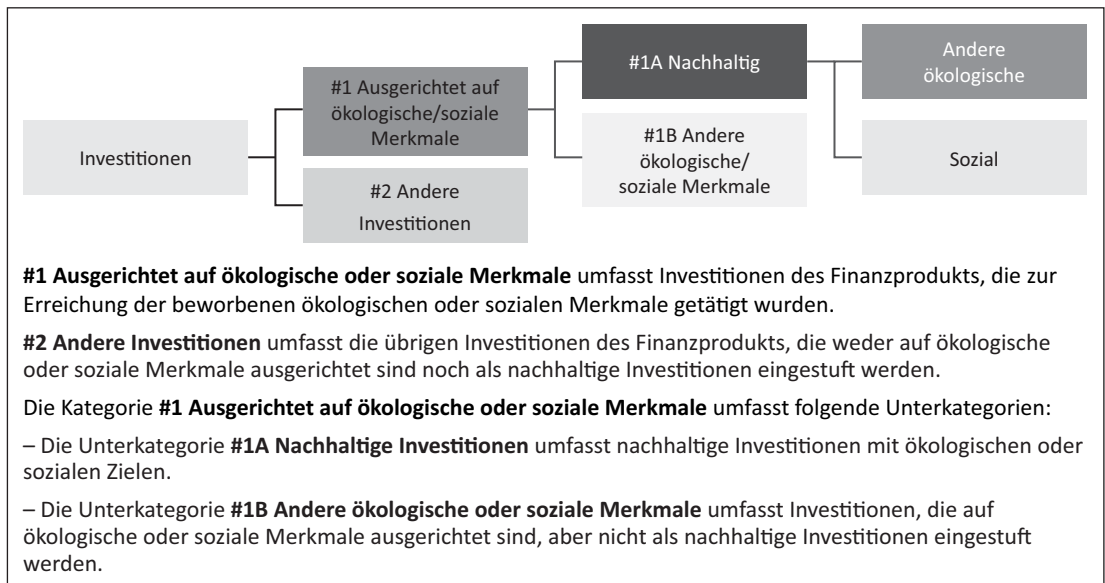 Investitionen
#1 Ausgerichtet auf
ökologische/soziale
Merkmale
#2 Andere
Investitionen
#1A Nachhaltig
#1B Andere
ökologische/
soziale Merkmale
Andere
ökologische
Sozial
#1 Ausgerichtet auf ökologische oder soziale Merkmale umfasst Investitionen des Finanzprodukts, die zur
Erreichung der beworbenen ökologischen oder sozialen Merkmale getätigt wurden.
#2 Andere Investitionen umfasst die übrigen Investitionen des Finanzprodukts, die weder auf ökologische
oder soziale Merkmale ausgerichtet sind noch als nachhaltige Investitionen eingestuft werden.
Die Kategorie #1 Ausgerichtet auf ökologische oder soziale Merkmale umfasst folgende Unterkategorien:
– Die Unterkategorie #1A Nachhaltige Investitionen umfasst nachhaltige Investitionen mit ökologischen oder
sozialen Zielen.
– Die Unterkategorie #1B Andere ökologische oder soziale Merkmale umfasst Investitionen, die auf
ökologische oder soziale Merkmale ausgerichtet sind, aber nicht als nachhaltige Investitionen eingestuft
werden.